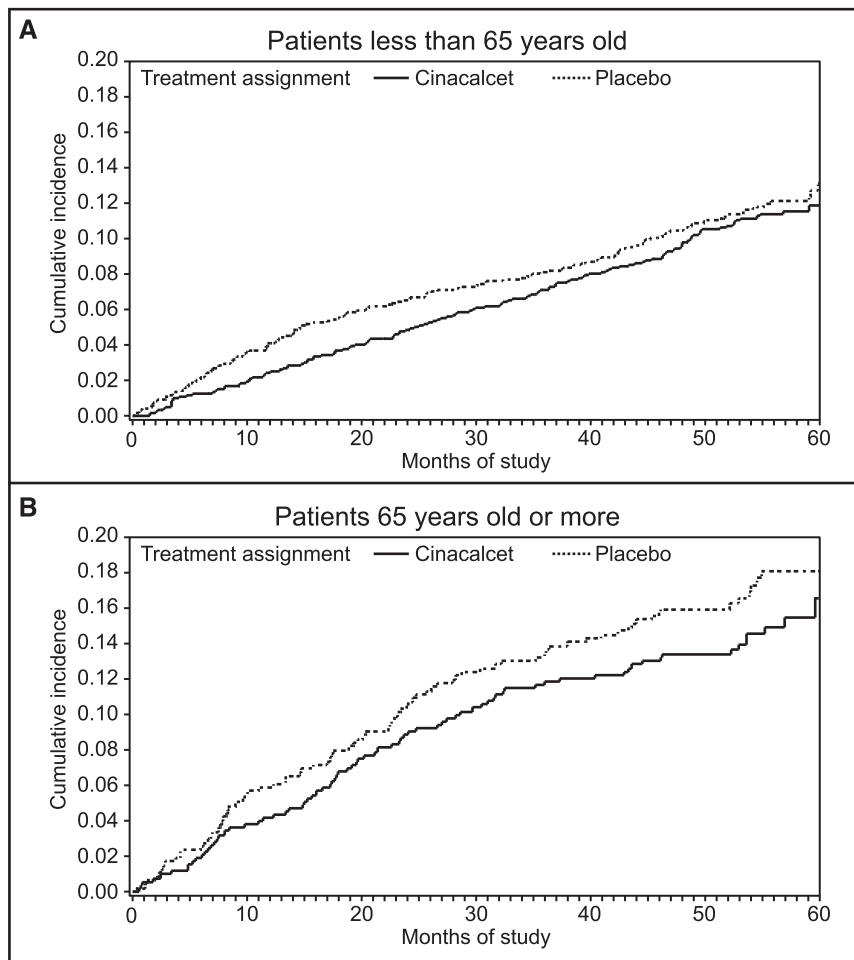 A
Patients less than 65 years old
Treatment assignment Cinacalcet Placebo
Cumulative incidence
0.20
0.18
0.16
0.14
0.12
0.10
0.08
0.06
0.04
0.02
0.00
0 10 20 30 40 50 60
Months of study
B
Patients 65 years old or more
Treatment assignment Cinacalcet Placebo
Cumulative incidence
0.20
0.18
0.16
0.14
0.12
0.10
0.08
0.06
0.04
0.02
0.00
0 10 20 30 40 50 60
Months of study